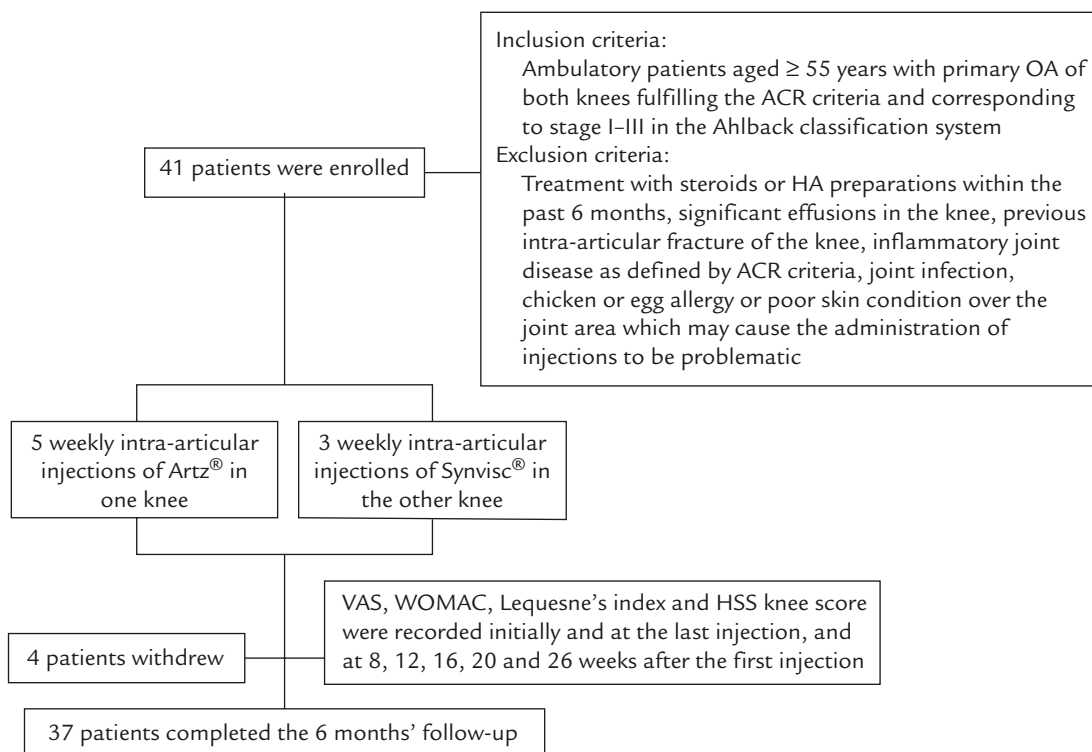 Inclusion criteria:
Ambulatory patients aged ≥ 55 years with primary OA of
both knees fulfilling the ACR criteria and corresponding
to stage I–III in the Ahlback classification system
Exclusion criteria:
Treatment with steroids or HA preparations within the
past 6 months, significant effusions in the knee, previous
intra-articular fracture of the knee, inflammatory joint
disease as defined by ACR criteria, joint infection,
chicken or egg allergy or poor skin condition over the
joint area which may cause the administration of
injections to be problematic
41 patients were enrolled
5 weekly intra-articular
injections of Artz® in
one knee
3 weekly intra-articular
injections of Synvisc® in
the other knee
VAS, WOMAC, Lequesne’s index and HSS knee score
were recorded initially and at the last injection, and
at 8, 12, 16, 20 and 26 weeks after the first injection
4 patients withdrew
37 patients completed the 6 months’ follow-up